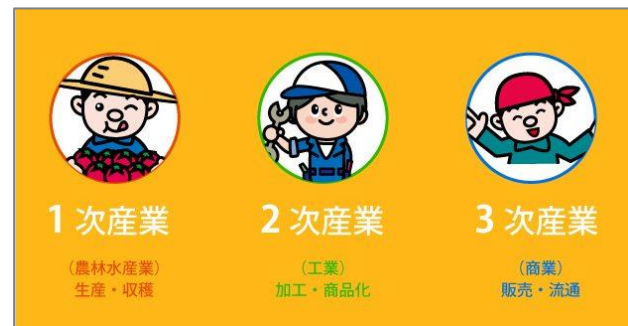 1次産業
(農林水産業)
生産・収穫
2次産業
(工業)
加工・商品化
3次産業
(商業)
販売・流通